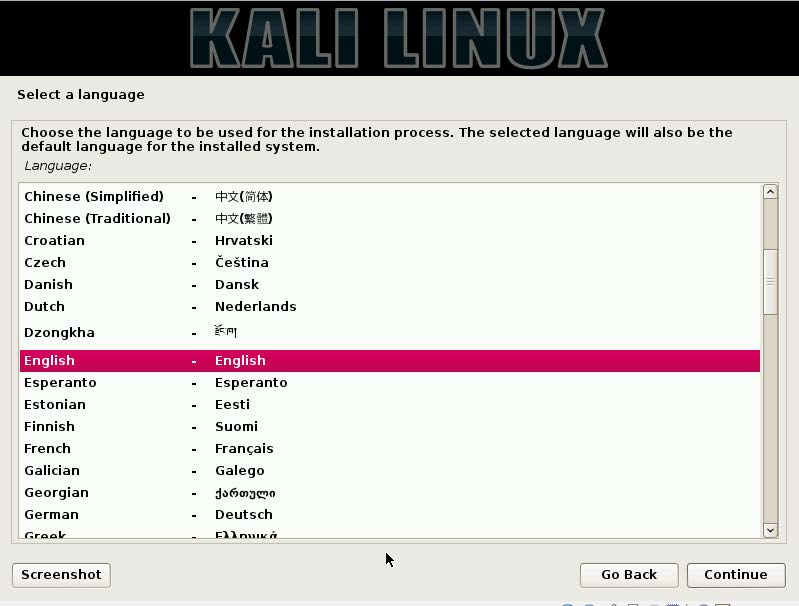 KALI LINUX
Select a language
Choose the language to be used for the installation process. The selected language will also be the
default language for the installed system.
Language:
Chinese (Simplified) - 中文(简体)
Chinese (Traditional) - 中文(繁體)
Croatian - Hrvatski
Czech - Čeština
Danish - Dansk
Dutch - Nederlands
Dzongkha - རྫོང་ཁ།
English - English
Esperanto - Esperanto
Estonian - Eesti
Finnish - Suomi
French - Français
Galician - Galego
Georgian - ქართული
German - Deutsch
Greek - Ελληνικά
Screenshot
Go Back
Continue